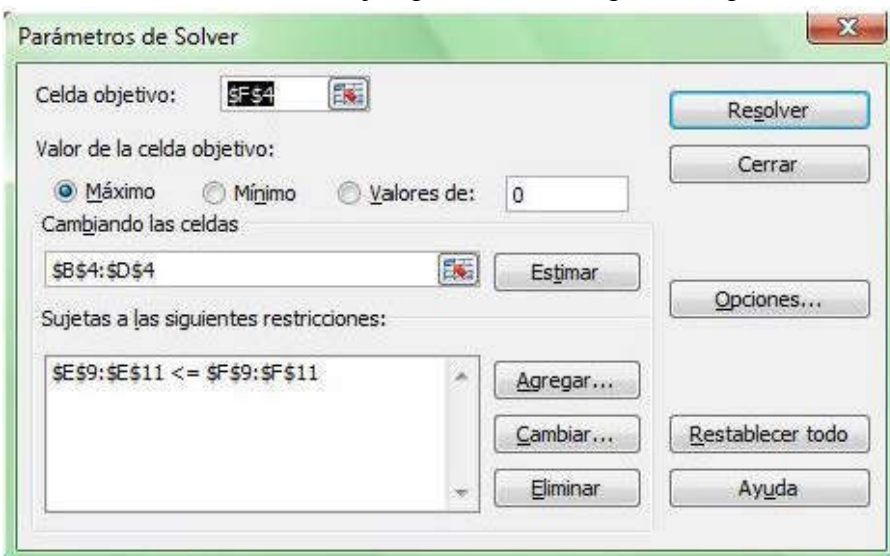 Parámetros de Solver
Celda objetivo: $F$4
Resolver
Valor de la celda objetivo:
Cerrar
Máximo Mínimo Valores de: 0
Cambiando las celdas
$B$4:$D$4 Estimar
Opciones...
Sujetas a las siguientes restricciones:
$E$9:$E$11 <= $F$9:$F$11 Agregar...
Cambiar... Restablecer todo
Eliminar Ayuda